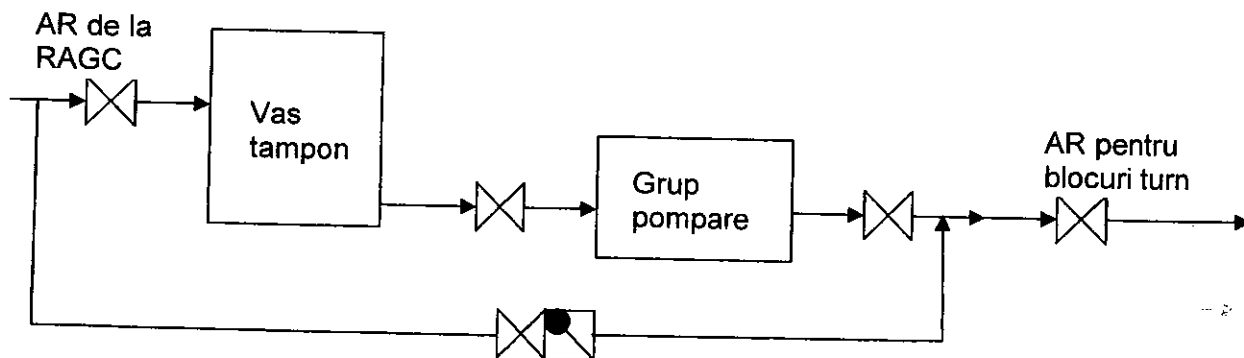 AR de la
RAGC
Vas
tampon
Grup
pompare
AR pentru
blocuri turn